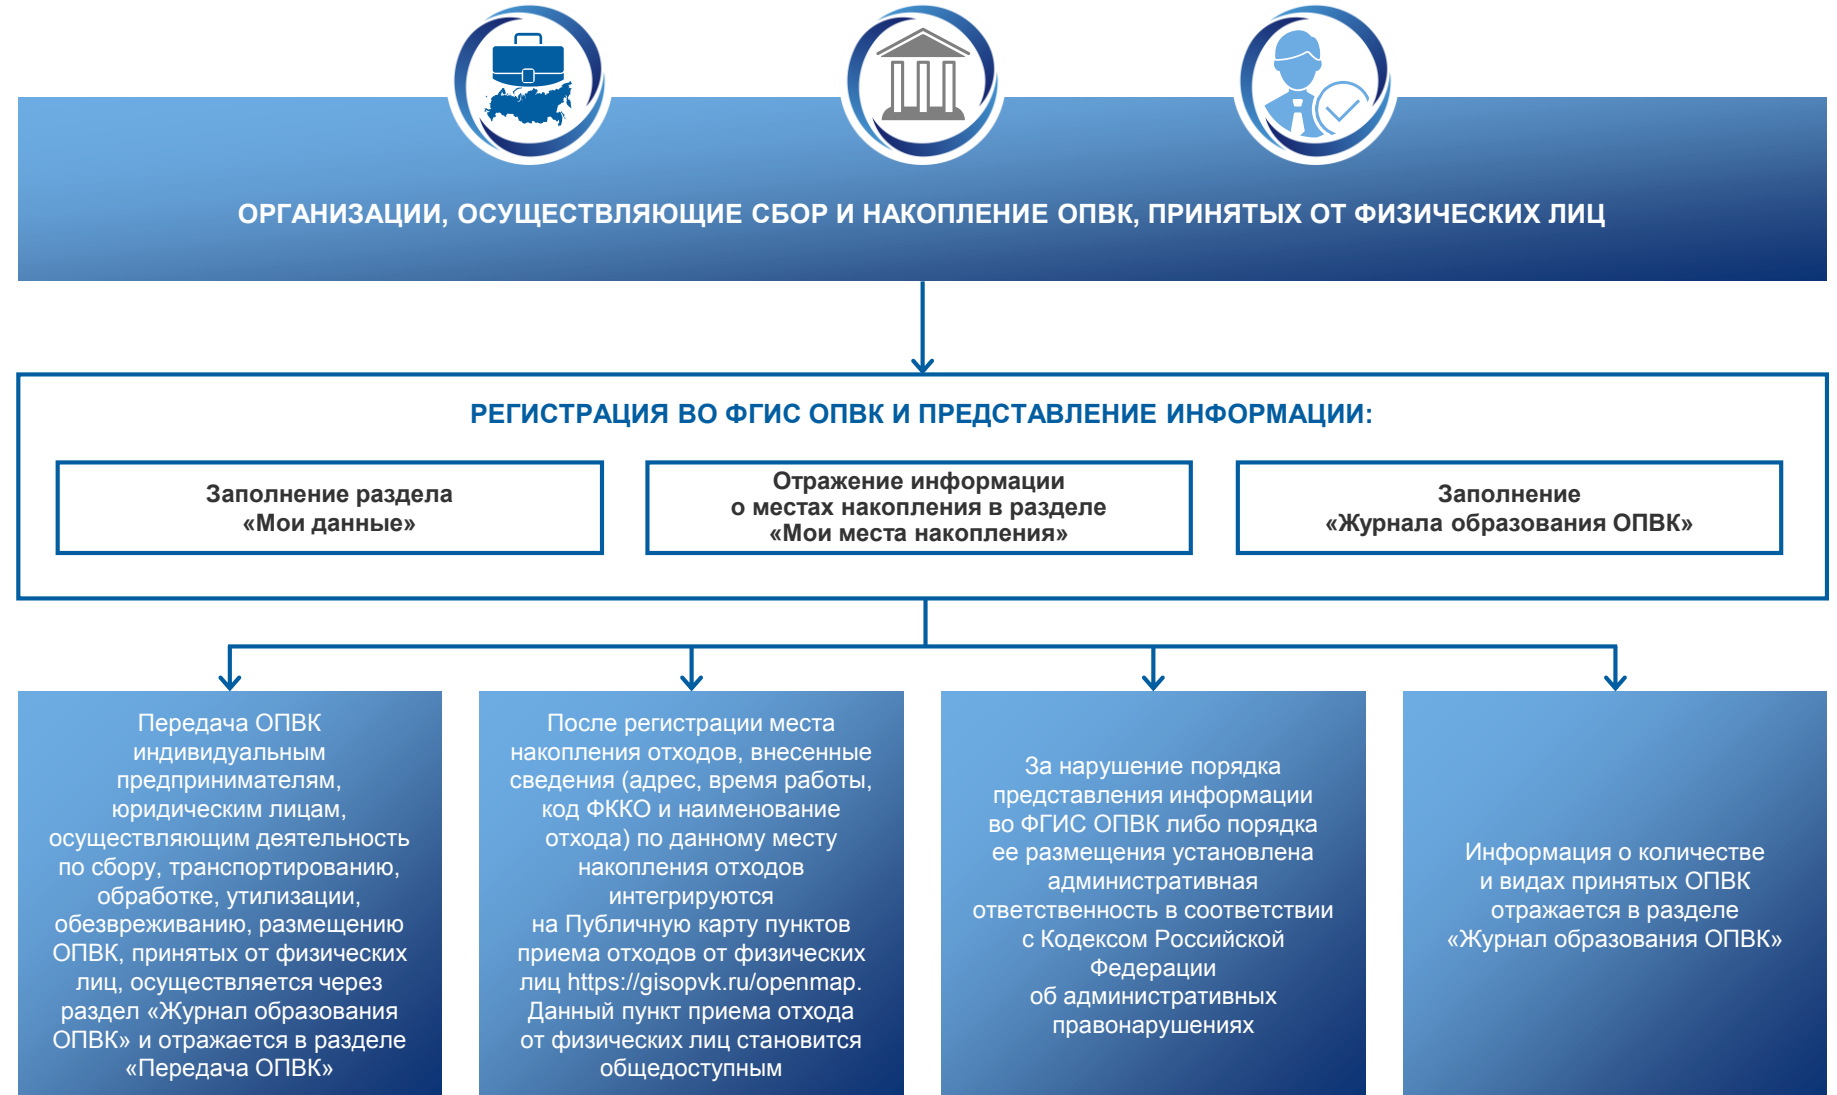 ОРГАНИЗАЦИИ, ОСУЩЕСТВЛЯЮЩИЕ СБОР И НАКОПЛЕНИЕ ОПВК, ПРИНЯТЫХ ОТ ФИЗИЧЕСКИХ ЛИЦ
РЕГИСТРАЦИЯ ВО ФГИС ОПВК И ПРЕДСТАВЛЕНИЕ ИНФОРМАЦИИ:
Заполнение раздела
«Мои данные»
Отражение информации
о местах накопления в разделе
«Мои места накопления»
Заполнение
«Журнала образования ОПВК»
Передача ОПВК
индивидуальным
предпринимателям,
юридическим лицам,
осуществляющим деятельность
по сбору, транспортированию,
обработке, утилизации,
обезвреживанию, размещению
ОПВК, принятых от физических
лиц, осуществляется через
раздел «Журнал образования
ОПВК» и отражается в разделе
«Передача ОПВК»
После регистрации места
накопления отходов, внесенные
сведения (адрес, время работы,
код ФККО и наименование
отхода) по данному месту
накопления отходов
интегрируются
на Публичную карту пунктов
приема отходов от физических
лиц https://gisopvk.ru/openmap.
Данный пункт приема отхода
от физических лиц становится
общедоступным
За нарушение порядка
представления информации
во ФГИС ОПВК либо порядка
ее размещения установлена
административная
ответственность в соответствии
с Кодексом Российской
Федерации
об административных
правонарушениях
Информация о количестве
и видах принятых ОПВК
отражается в разделе
«Журнал образования ОПВК»